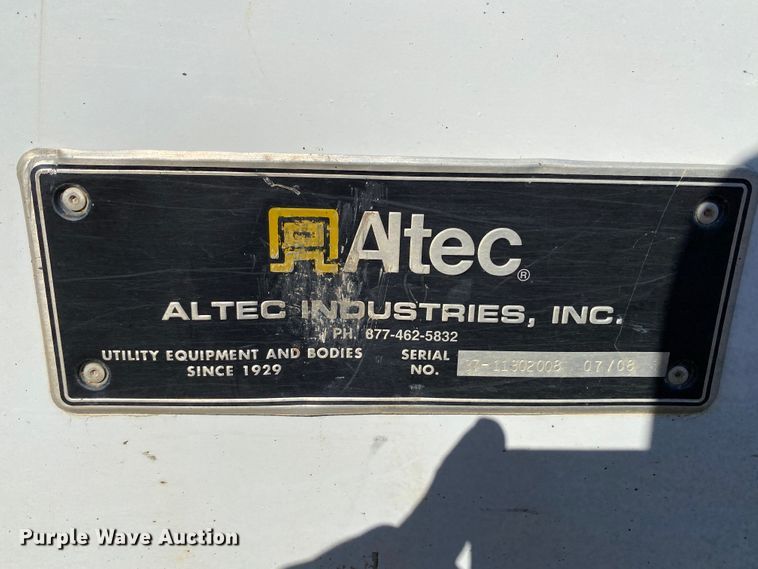 Altec ®
ALTEC INDUSTRIES, INC.
PH. 877-462-5832
UTILITY EQUIPMENT AND BODIES
SINCE 1929
SERIAL
NO.
07/08
Purple Wave Auction